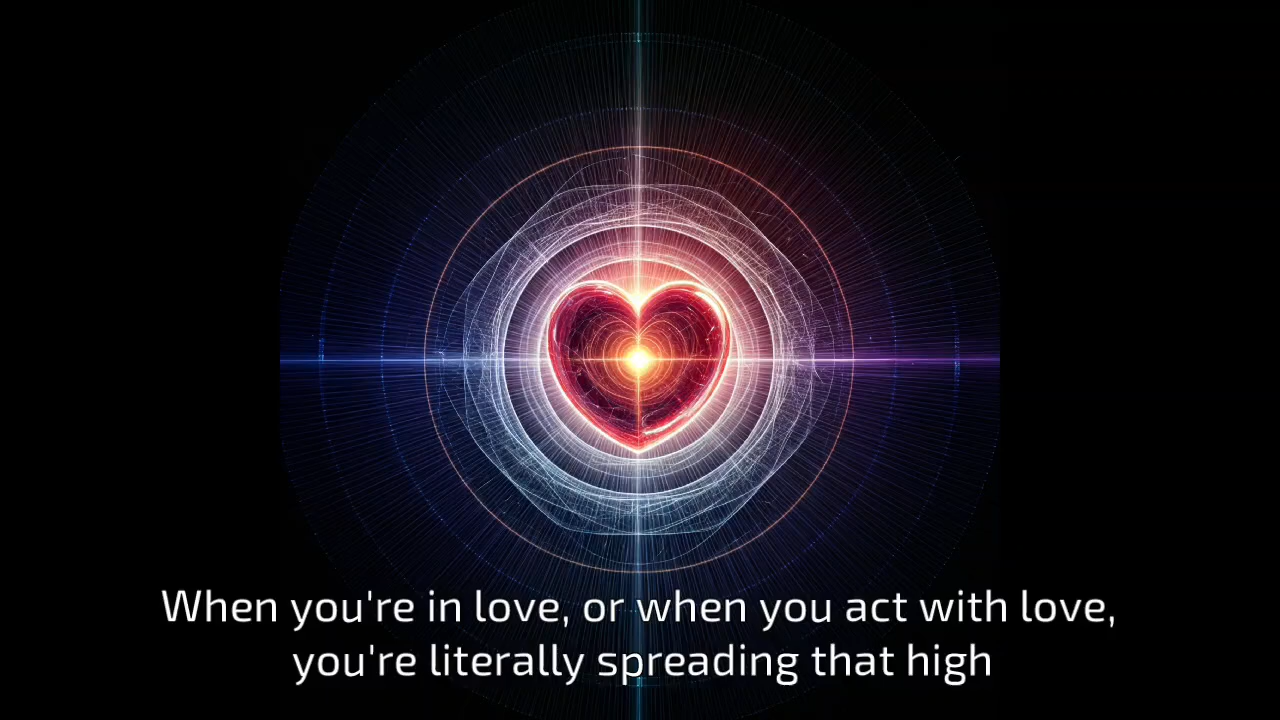 When you're in love, or when you act with love,
you're literally spreading that high